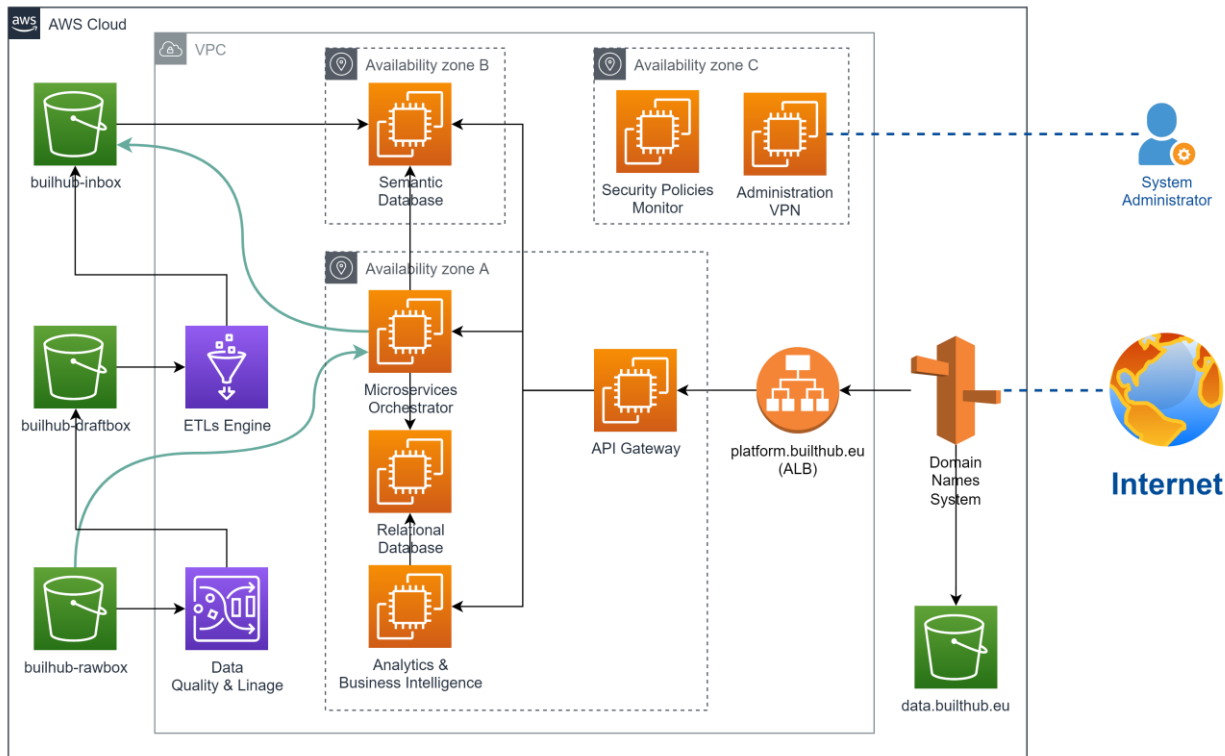 aws
AWS Cloud
VPC
Availability zone B
Availability zone C
builhub-inbox
Semantic
Database
Security Policies
Monitor
Administration
VPN
System
Administrator
Availability zone A
Microservices
Orchestrator
builhub-draftbox
ETLs Engine
API Gateway
platform.builthub.eu
(ALB)
Domain
Names
System
Internet
Relational
Database
builhub-rawbox
Data
Quality & Linage
Analytics &
Business Intelligence
data.builthub.eu